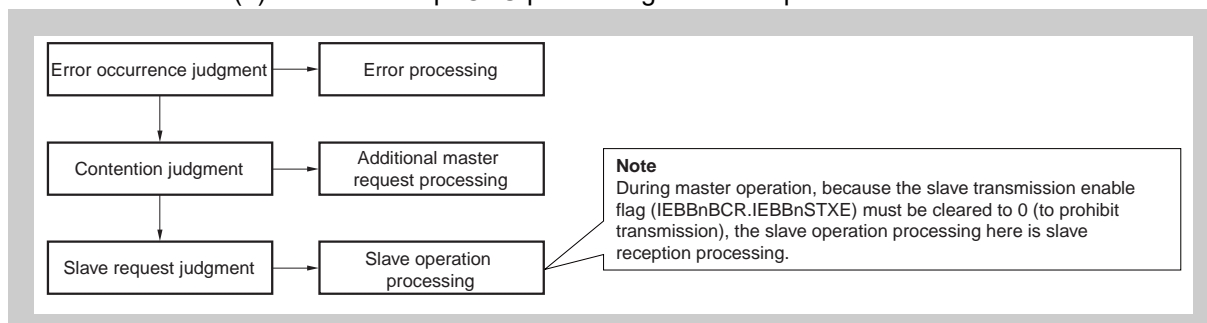 Error occurrence judgment
Error processing
Contention judgment
Additional master
request processing
Slave request judgment
Slave operation
processing
Note
During master operation, because the slave transmission enable
flag (IEBBnBCR.IEBBnSTXE) must be cleared to 0 (to prohibit
transmission), the slave operation processing here is slave
reception processing.